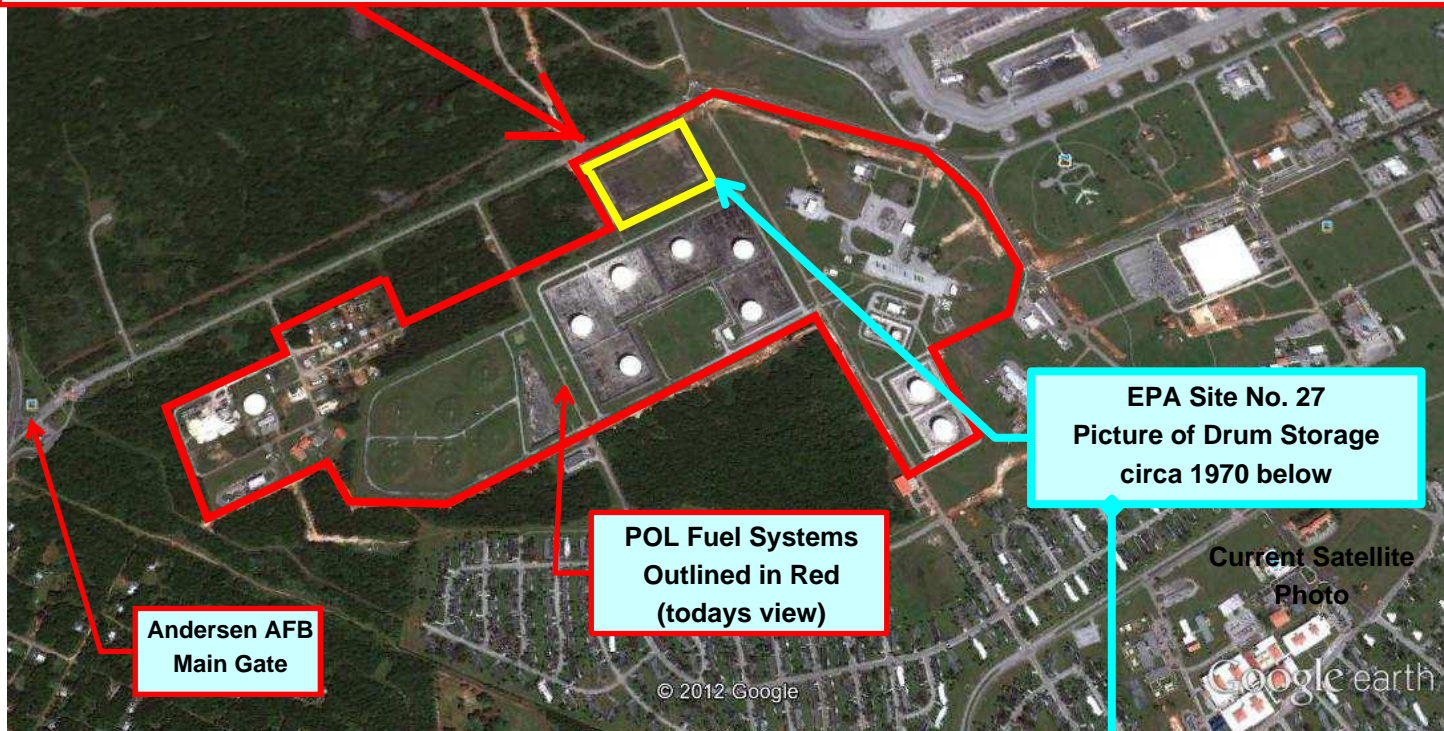 EPA Site No. 27
Picture of Drum Storage
circa 1970 below
POL Fuel Systems
Outlined in Red
(todays view)
Current Satellite
Photo
Andersen AFB
Main Gate
© 2012 Google
Google earth